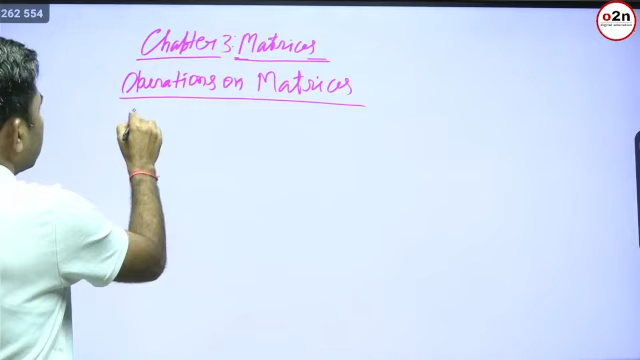 262 554
o2n
Chapter 3: Matrices
Operations on Matrices